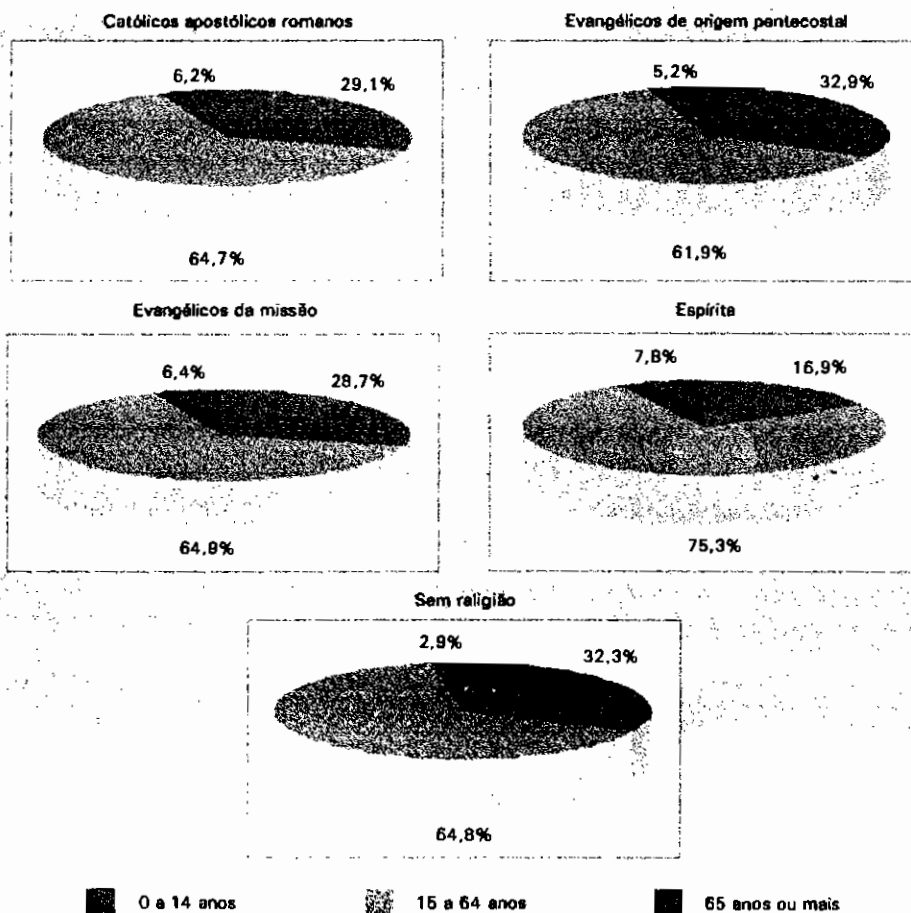 Católicos apostólicos romanos
6,2%
29,1%
64,7%
Evangélicos de origem pentecostal
5,2%
32,9%
61,9%
Evangélicos da missão
6,4%
28,7%
64,9%
Espírita
7,8%
16,9%
75,3%
Sem religião
2,9%
32,3%
64,8%
0 a 14 anos
15 a 64 anos
65 anos ou mais